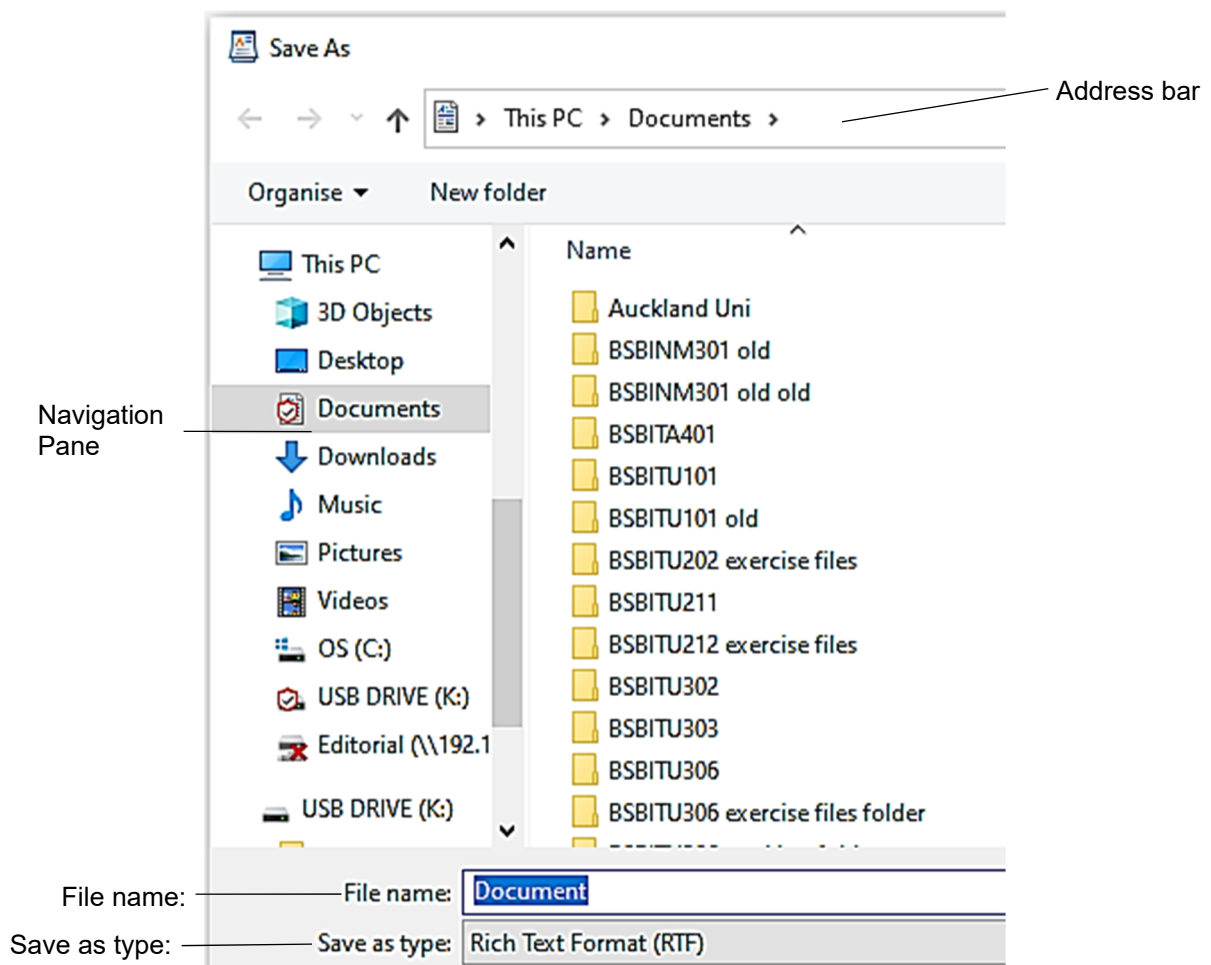 Save As
Address bar
This PC > Documents >
Organise New folder
Name
This PC
3D Objects
Desktop
Documents
Downloads
Music
Pictures
Videos
OS (C:)
USB DRIVE (K:)
Editorial (\\192.1
USB DRIVE (K:)
Navigation
Pane
Auckland Uni
BSBINM301 old
BSBINM301 old old
BSBITA401
BSBITU101
BSBITU101 old
BSBITU202 exercise files
BSBITU211
BSBITU212 exercise files
BSBITU302
BSBITU303
BSBITU306
BSBITU306 exercise files folder
File name: File name: Document
Save as type: Save as type: Rich Text Format (RTF)